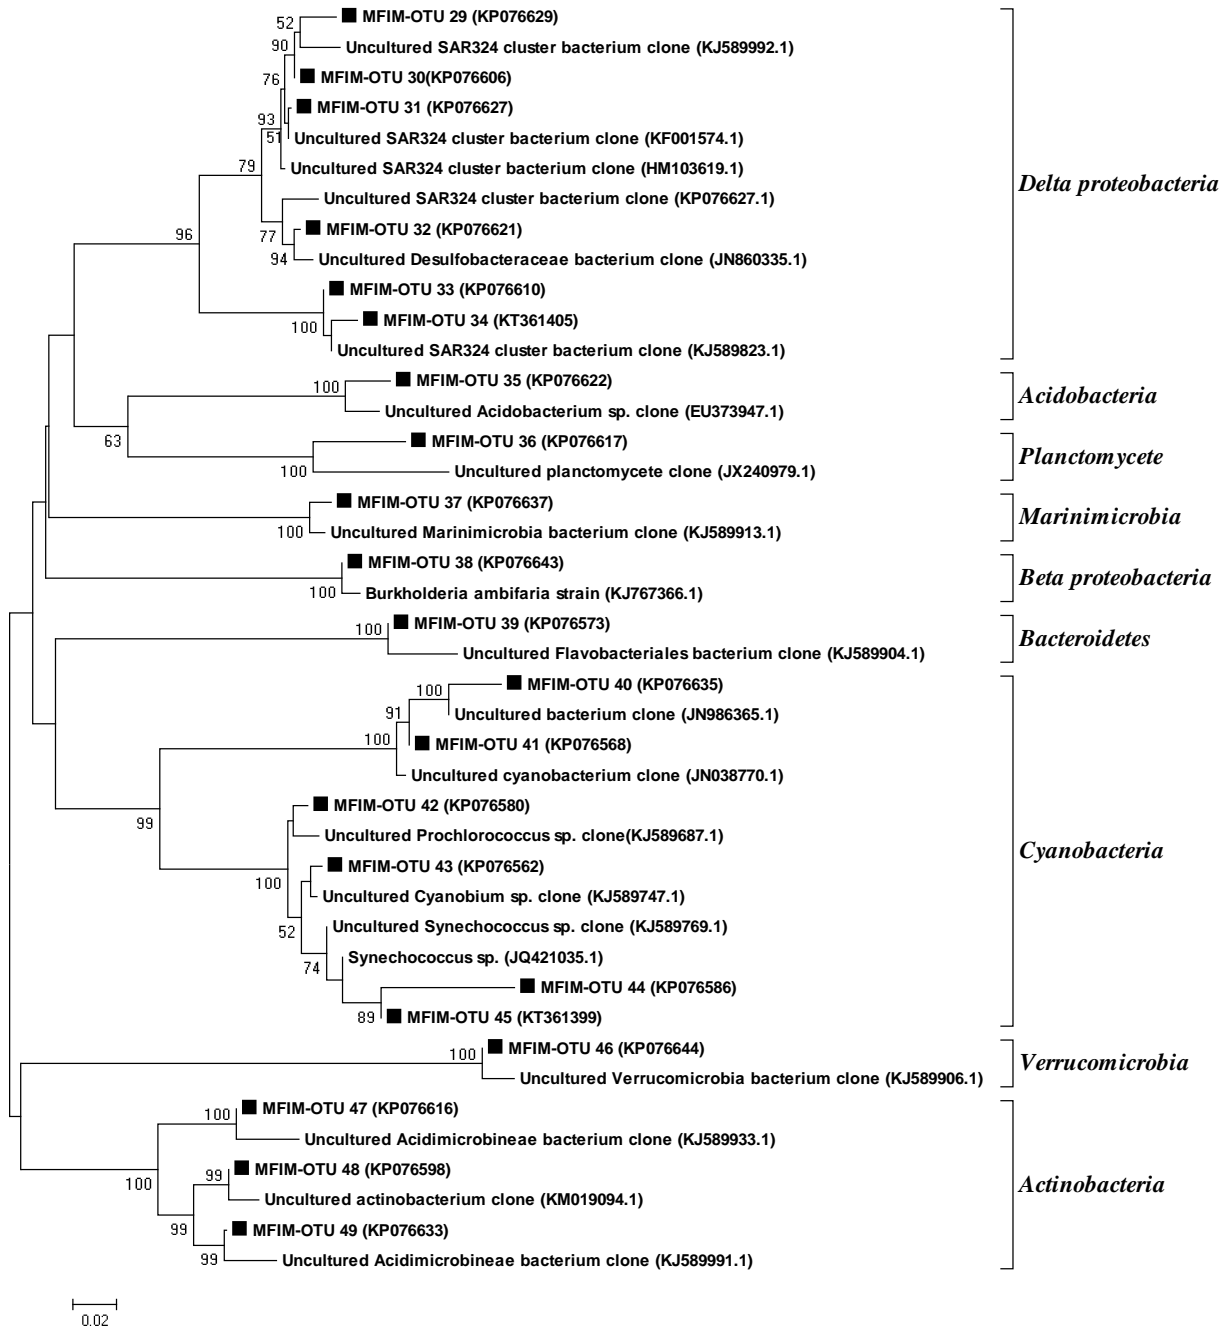 52
MFIM-OTU 29 (KP076629)
90
Uncultured SAR324 cluster bacterium clone (KJ589992.1)
76
MFIM-OTU 30(KP076606)
MFIM-OTU 31 (KP076627)
93
51
Uncultured SAR324 cluster bacterium clone (KF001574.1)
79
Uncultured SAR324 cluster bacterium clone (HM103619.1)
Delta proteobacteria
Uncultured SAR324 cluster bacterium clone (KP076627.1)
96
77
MFIM-OTU 32 (KP076621)
94
Uncultured Desulfobacteraceae bacterium clone (JN860335.1)
MFIM-OTU 33 (KP076610)
100
MFIM-OTU 34 (KT361405)
Uncultured SAR324 cluster bacterium clone (KJ589823.1)
100
MFIM-OTU 35 (KP076622)
Acidobacteria
Uncultured Acidobacterium sp. clone (EU373947.1)
63
MFIM-OTU 36 (KP076617)
Planctomycete
100
Uncultured planctomycete clone (JX240979.1)
MFIM-OTU 37 (KP076637)
Marinimicrobia
100
Uncultured Marinimicrobia bacterium clone (KJ589913.1)
MFIM-OTU 38 (KP076643)
Beta proteobacteria
100
Burkholderia ambifaria strain (KJ767366.1)
100
MFIM-OTU 39 (KP076573)
Bacteroidetes
Uncultured Flavobacteriales bacterium clone (KJ589904.1)
100
MFIM-OTU 40 (KP076635)
91
Uncultured bacterium clone (JN986365.1)
100
MFIM-OTU 41 (KP076568)
Uncultured cyanobacterium clone (JN038770.1)
MFIM-OTU 42 (KP076580)
99
Uncultured Prochlorococcus sp. clone(KJ589687.1)
Cyanobacteria
MFIM-OTU 43 (KP076562)
100
Uncultured Cyanobium sp. clone (KJ589747.1)
52
Uncultured Synechococcus sp. clone (KJ589769.1)
74
Synechococcus sp. (JQ421035.1)
MFIM-OTU 44 (KP076586)
89
MFIM-OTU 45 (KT361399)
100
MFIM-OTU 46 (KP076644)
Verrucomicrobia
Uncultured Verrucomicrobia bacterium clone (KJ589906.1)
100
MFIM-OTU 47 (KP076616)
Uncultured Acidimicrobineae bacterium clone (KJ589933.1)
100
99
MFIM-OTU 48 (KP076598)
Actinobacteria
Uncultured actinobacterium clone (KM019094.1)
99
MFIM-OTU 49 (KP076633)
99
Uncultured Acidimicrobineae bacterium clone (KJ589991.1)
0.02